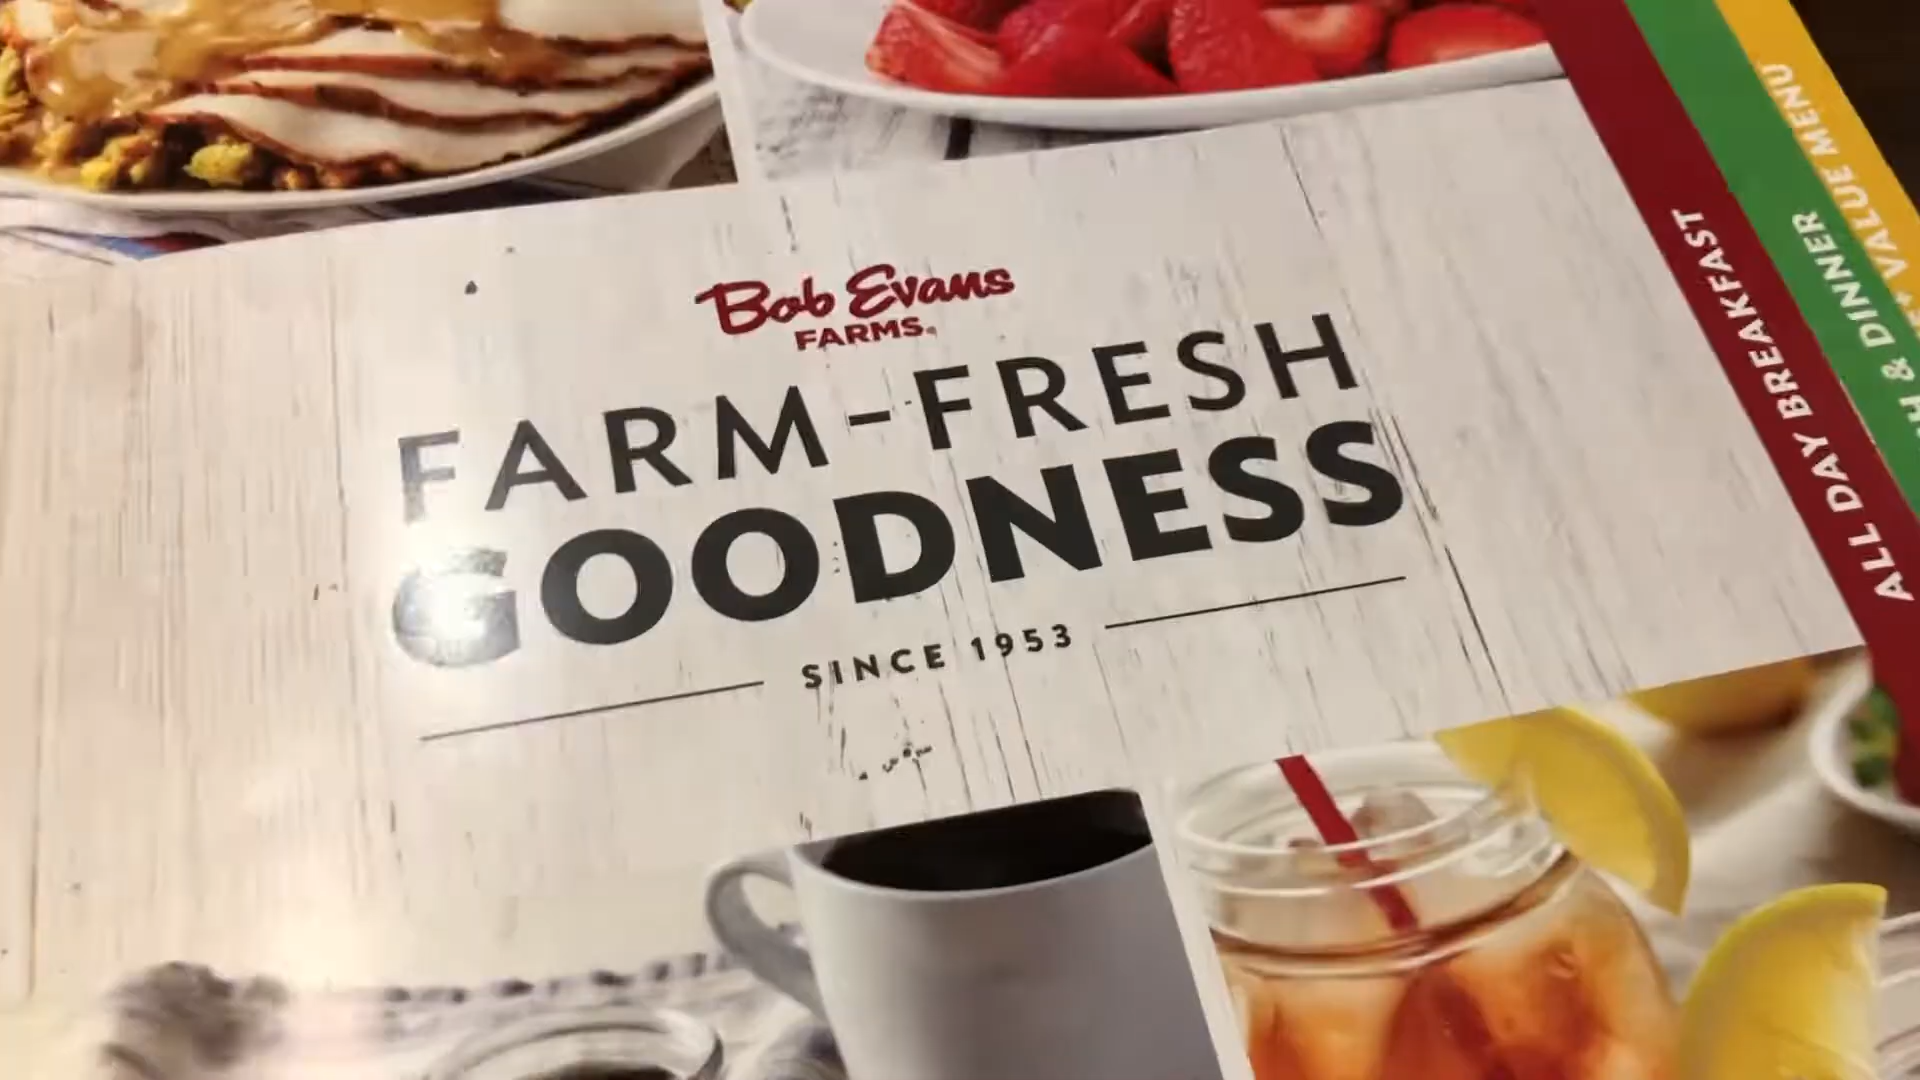 Bob Evans
FARMS
FARM-FRESH
GOODNESS
SINCE 1953
ALL DAY BREAKFAST
& DINNER
VALUE MENU